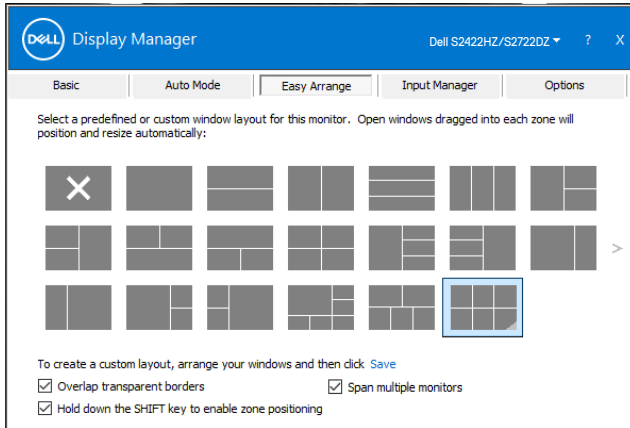 DELL Display Manager Dell S2422HZ/S2722DZ ? X
Basic Auto Mode Easy Arrange Input Manager Options
Select a predefined or custom window layout for this monitor. Open windows dragged into each zone will
position and resize automatically:
>
To create a custom layout, arrange your windows and then click Save
Overlap transparent borders Span multiple monitors
Hold down the SHIFT key to enable zone positioning